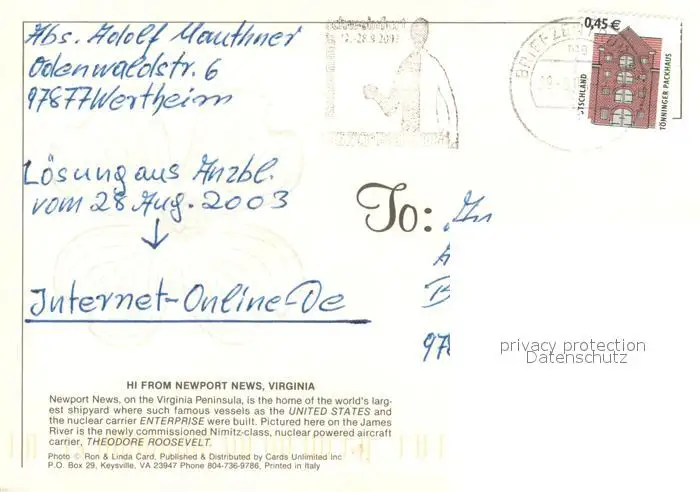 Abs. Adolf Mauthner
Odenwaldstr. 6
97877 Wertheim
0,45 €
TÖNNINGER PACKHAUS
Lösung aus Anzbl.
vom 28 Aug. 2003
To:
Internet-Online-De
97
privacy protection
Datenschutz
HI FROM NEWPORT NEWS, VIRGINIA
Newport News, on the Virginia Peninsula, is the home of the world's larg-
est shipyard where such famous vessels as the UNITED STATES and
the nuclear carrier ENTERPRISE were built. Pictured here on the James
River is the newly commissioned Nimitz-class, nuclear powered aircraft
carrier, THEODORE ROOSEVELT.
Photo © Ron & Linda Card, Published & Distributed by Cards Unlimited Inc
P.O. Box 29, Keysville, VA 23947 Phone 804-736-9786, Printed in Italy